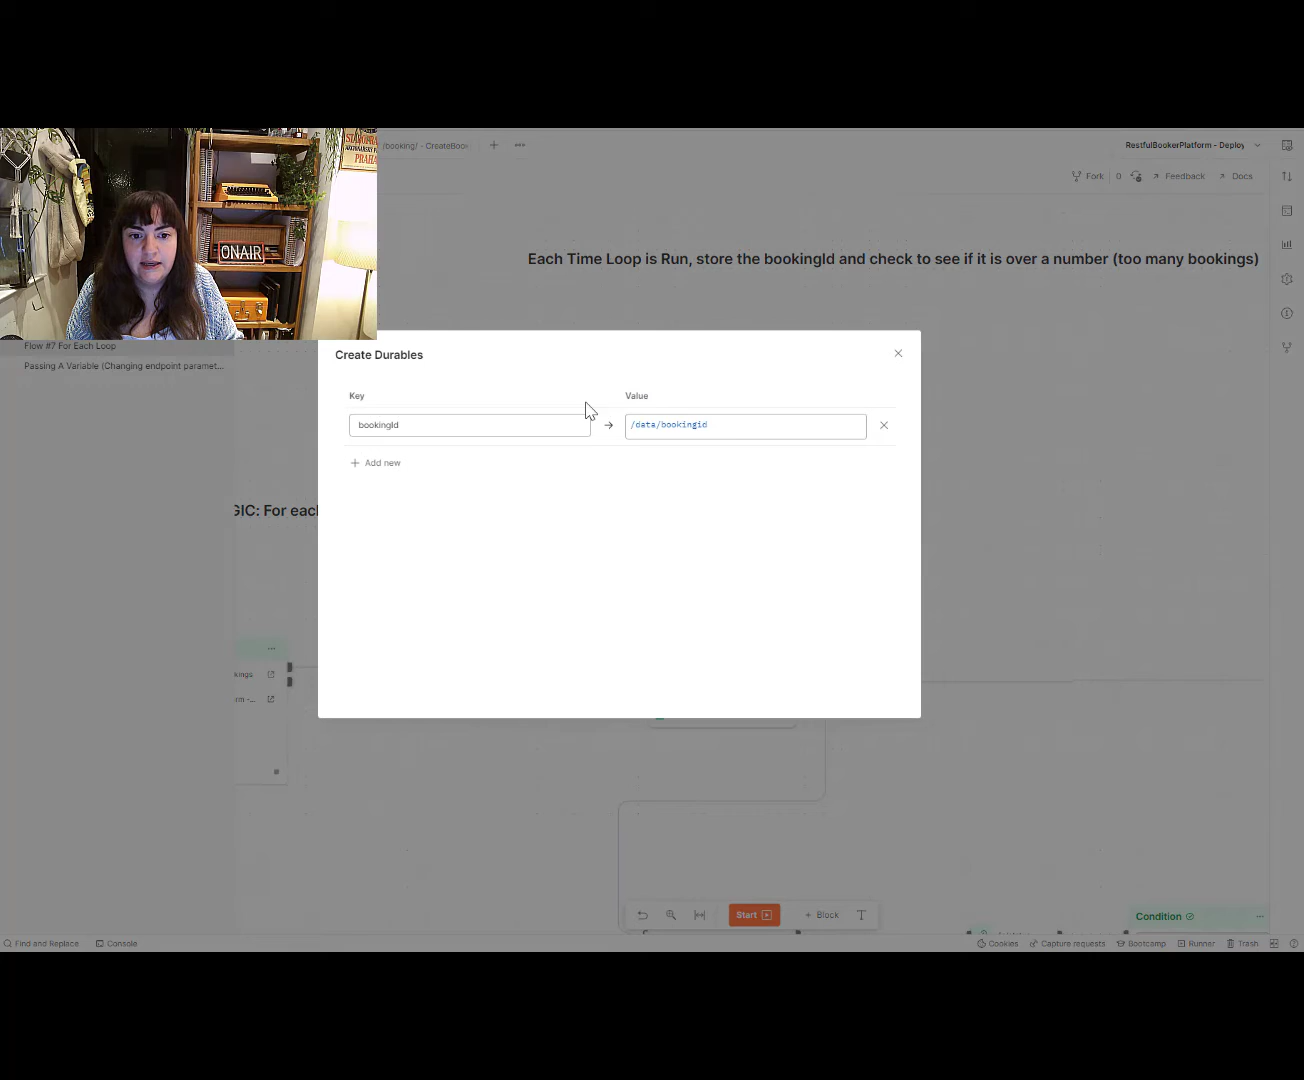 STAROPRA
PRAHA
ONAIR
/booking/ - CreateBook
RestfulBookerPlatform - Deploy
Fork 0 Feedback Docs
Each Time Loop is Run, store the bookingId and check to see if it is over a number (too many bookings)
Flow #7 For Each Loop
Passing A Variable (Changing endpoint paramet...
Create Durables
Key Value
bookingId → /data/bookingid
Add new
GIC: For each
kings
rm -...
Start Block T
Condition
Find and Replace Console Cookies Capture requests Bootcamp Runner Trash